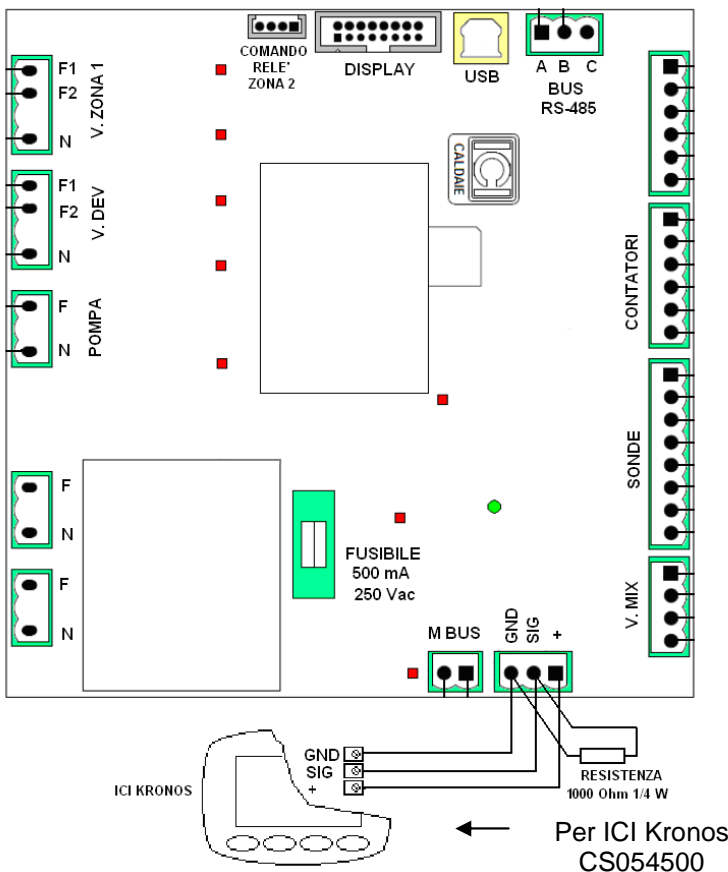 COMANDO
RELE'
ZONA 2
DISPLAY
USB
A B C
BUS
RS-485
F1
F2
N
V. ZONA 1
CALDAIE
F1
F2
N
V. DEV
F
N
POMPA
CONTATORI
SONDE
F
N
F
N
FUSIBILE
500 mA
250 Vac
V. MIX
M BUS
GND
SIG
+
GND
SIG
+
ICI KRONOS
RESISTENZA
1000 Ohm 1/4 W
Per ICI Kronos
CS054500